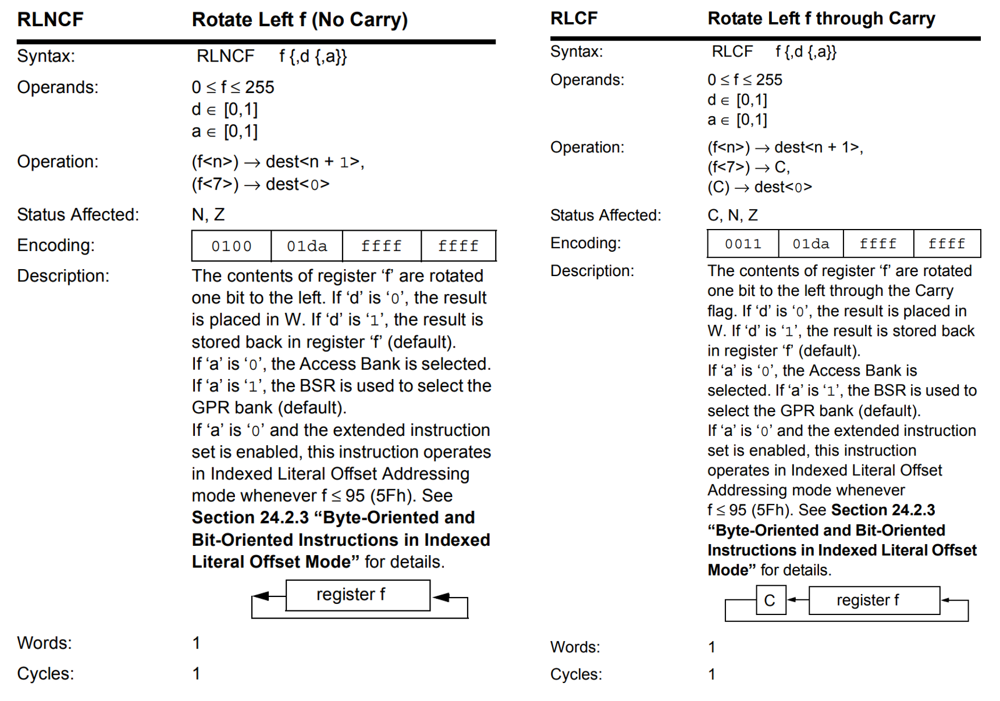 RLNCF Rotate Left f (No Carry)
Syntax: RLNCF f {,d {,a}}
Operands: 0 ≤ f ≤ 255
d ∈ [0,1]
a ∈ [0,1]
Operation: (f<n>) → dest<n + 1>,
(f<7>) → dest<0>
Status Affected: N, Z
Encoding: 0100 01da ffff ffff
Description: The contents of register ‘f’ are rotated
one bit to the left. If ‘d’ is ‘0’, the result
is placed in W. If ‘d’ is ‘1’, the result is
stored back in register ‘f’ (default).
If ‘a’ is ‘0’, the Access Bank is selected.
If ‘a’ is ‘1’, the BSR is used to select the
GPR bank (default).
If ‘a’ is ‘0’ and the extended instruction
set is enabled, this instruction operates
in Indexed Literal Offset Addressing
mode whenever f ≤ 95 (5Fh). See
Section 24.2.3 “Byte-Oriented and
Bit-Oriented Instructions in Indexed
Literal Offset Mode” for details.
register f
Words: 1
Cycles: 1
RLCF Rotate Left f through Carry
Syntax: RLCF f {,d {,a}}
Operands: 0 ≤ f ≤ 255
d ∈ [0,1]
a ∈ [0,1]
Operation: (f<n>) → dest<n + 1>,
(f<7>) → C,
(C) → dest<0>
Status Affected: C, N, Z
Encoding: 0011 01da ffff ffff
Description: The contents of register ‘f’ are rotated
one bit to the left through the Carry
flag. If ‘d’ is ‘0’, the result is placed in
W. If ‘d’ is ‘1’, the result is stored back
in register ‘f’ (default).
If ‘a’ is ‘0’, the Access Bank is
selected. If ‘a’ is ‘1’, the BSR is used to
select the GPR bank (default).
If ‘a’ is ‘0’ and the extended instruction
set is enabled, this instruction
operates in Indexed Literal Offset
Addressing mode whenever
f ≤ 95 (5Fh). See Section 24.2.3
“Byte-Oriented and Bit-Oriented
Instructions in Indexed Literal Offset
Mode” for details.
C register f
Words: 1
Cycles: 1